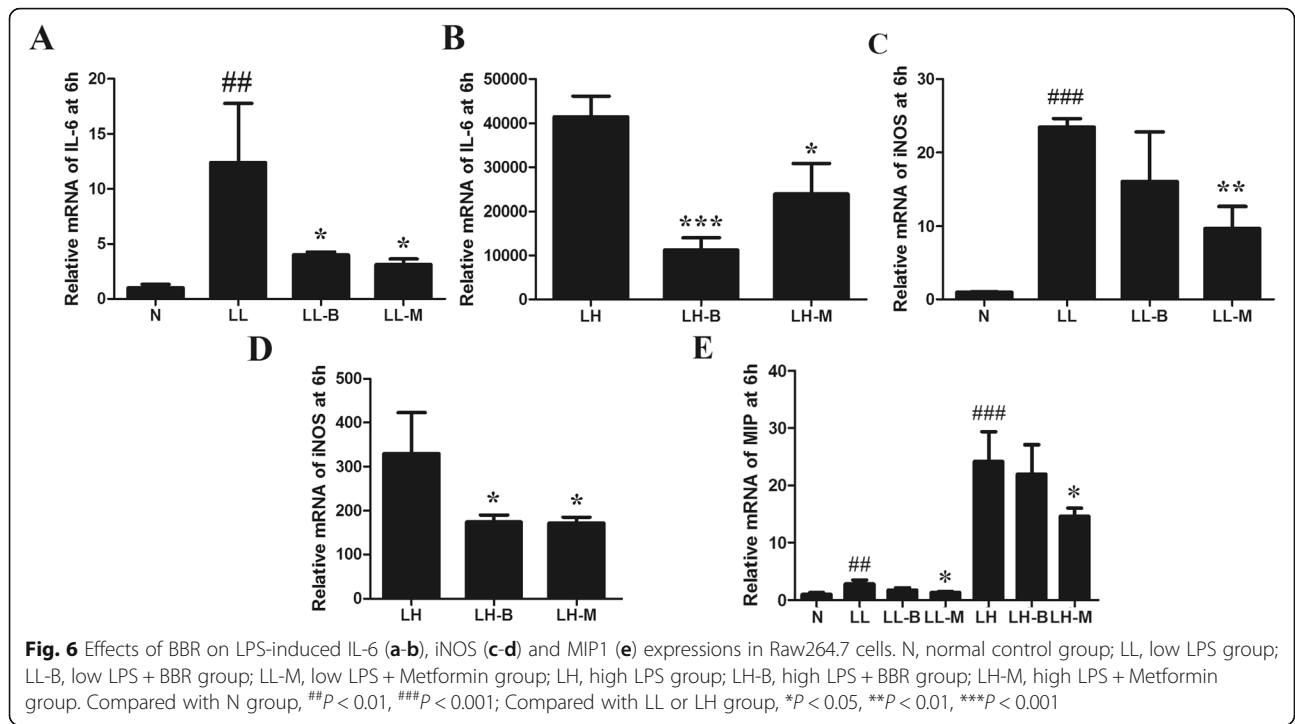 A
Relative mRNA of IL-6 at 6h
20
15
10
5
0
##
*
*
N LL LL-B LL-M
B
Relative mRNA of IL-6 at 6h
50000
40000
30000
20000
10000
0
***
*
LH LH-B LH-M
C
Relative mRNA of iNOS at 6h
30
20
10
0
###
**
N LL LL-B LL-M
D
Relative mRNA of iNOS at 6h
500
400
300
200
100
0
*
*
LH LH-B LH-M
E
Relative mRNA of MIP at 6h
40
30
20
10
0
##
*
###
*
N LL LL-B LL-M LH LH-B LH-M
Fig. 6 Effects of BBR on LPS-induced IL-6 (a-b), iNOS (c-d) and MIP1 (e) expressions in Raw264.7 cells. N, normal control group; LL, low LPS group;
LL-B, low LPS + BBR group; LL-M, low LPS + Metformin group; LH, high LPS group; LH-B, high LPS + BBR group; LH-M, high LPS + Metformin
group. Compared with N group, ##P < 0.01, ###P < 0.001; Compared with LL or LH group, *P < 0.05, **P < 0.01, ***P < 0.001